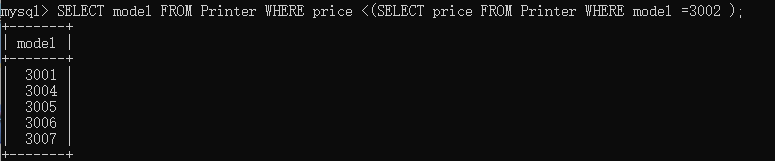 mysql> SELECT model FROM Printer WHERE price <(SELECT price FROM Printer WHERE model =3002 );
+-------+
| model |
+-------+
| 3001 |
| 3004 |
| 3005 |
| 3006 |
| 3007 |
+-------+